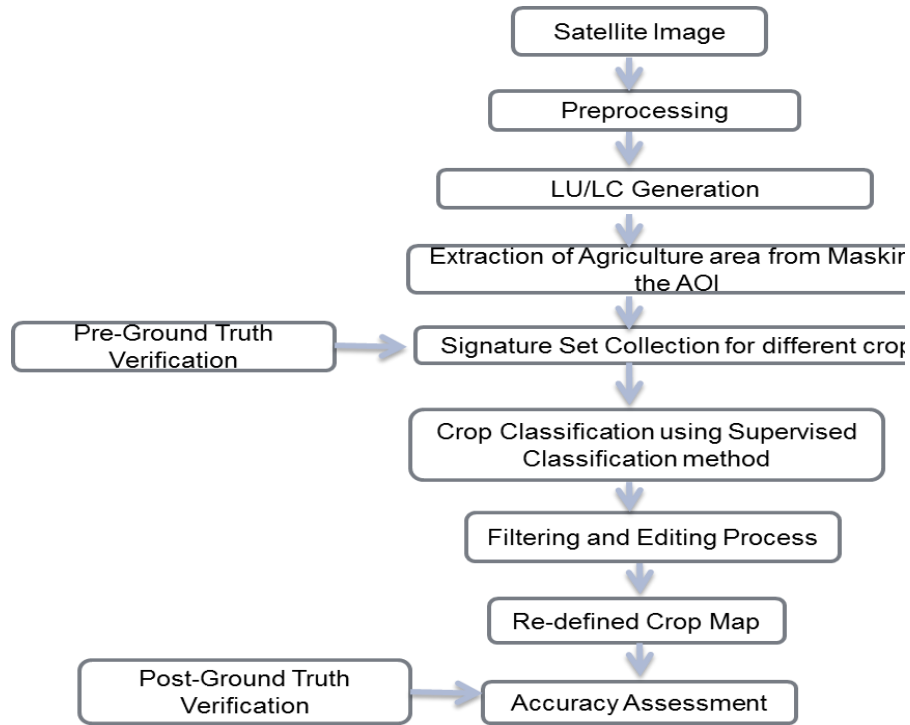 Satellite Image
Preprocessing
LU/LC Generation
Extraction of Agriculture area from Maskin
the AOI
Pre-Ground Truth
Verification
Signature Set Collection for different crop
Crop Classification using Supervised
Classification method
Filtering and Editing Process
Re-defined Crop Map
Post-Ground Truth
Verification
Accuracy Assessment